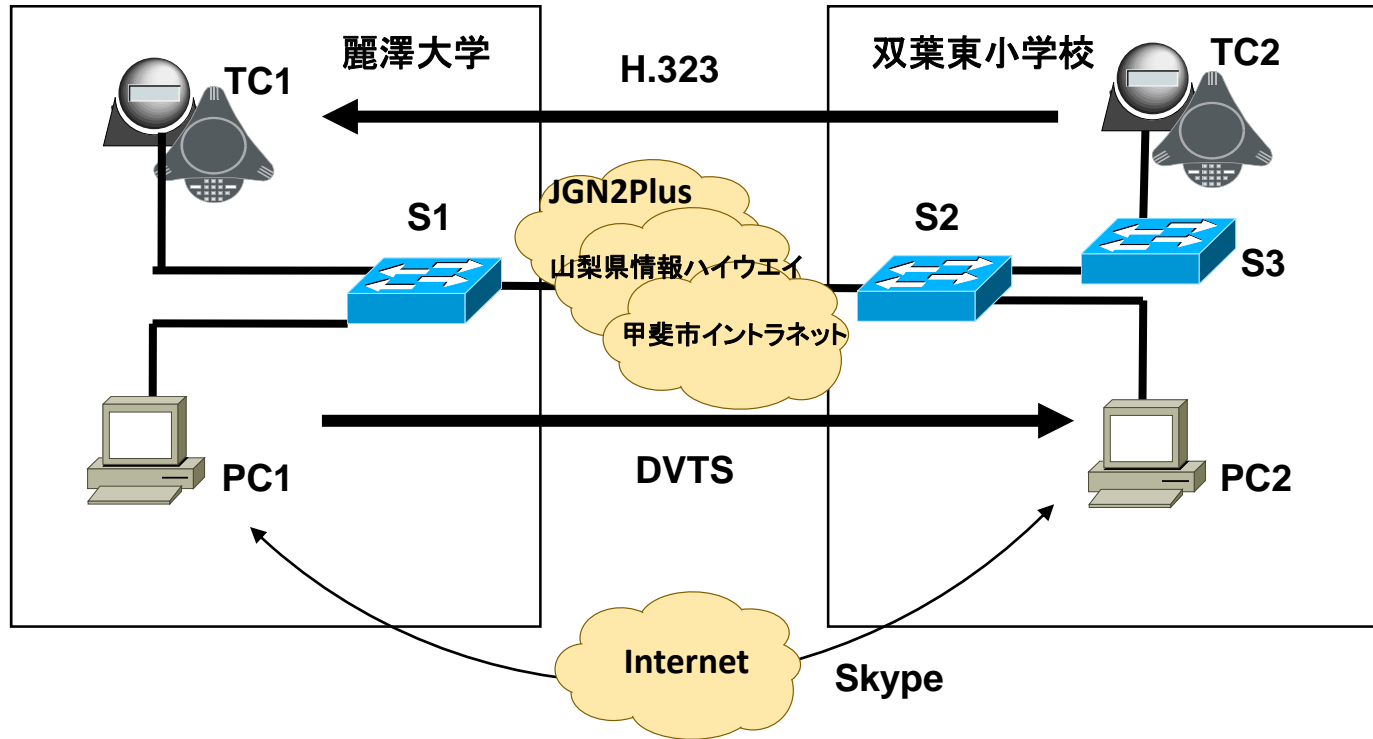 麗澤大学
双葉東小学校
TC1
H.323
TC2
JGN2Plus
S1
S2
山梨県情報ハイウエイ
S3
甲斐市イントラネット
PC1
DVTS
PC2
Internet
Skype